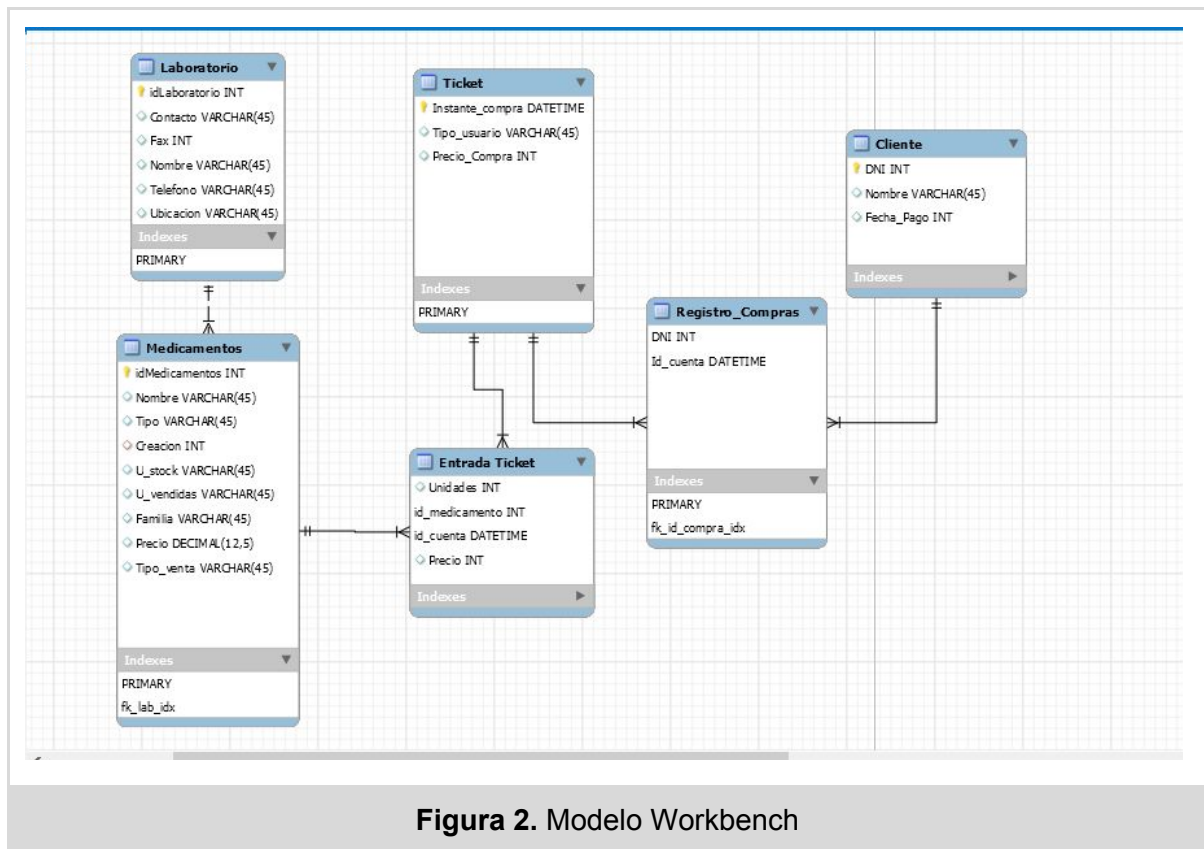 Laboratorio
idLaboratorio INT
Contacto VARCHAR(45)
Fax INT
Nombre VARCHAR(45)
Telefono VARCHAR(45)
Ubicacion VARCHAR(45)
Indexes
PRIMARY
Ticket
Instante_compra DATETIME
Tipo_usuario VARCHAR(45)
Precio_Compra INT
Indexes
PRIMARY
Cliente
DNI INT
Nombre VARCHAR(45)
Fecha_Pago INT
Indexes
Registro_Compras
DNI INT
Id_cuenta DATETIME
Indexes
PRIMARY
fk_id_compra_idx
Medicamentos
idMedicamentos INT
Nombre VARCHAR(45)
Tipo VARCHAR(45)
Creacion INT
U_stock VARCHAR(45)
U_vendidas VARCHAR(45)
Familia VARCHAR(45)
Precio DECIMAL(12,5)
Tipo_venta VARCHAR(45)
Indexes
PRIMARY
fk_lab_idx
Entrada Ticket
Unidades INT
id_medicamento INT
id_cuenta DATETIME
Precio INT
Indexes
Figura 2. Modelo Workbench